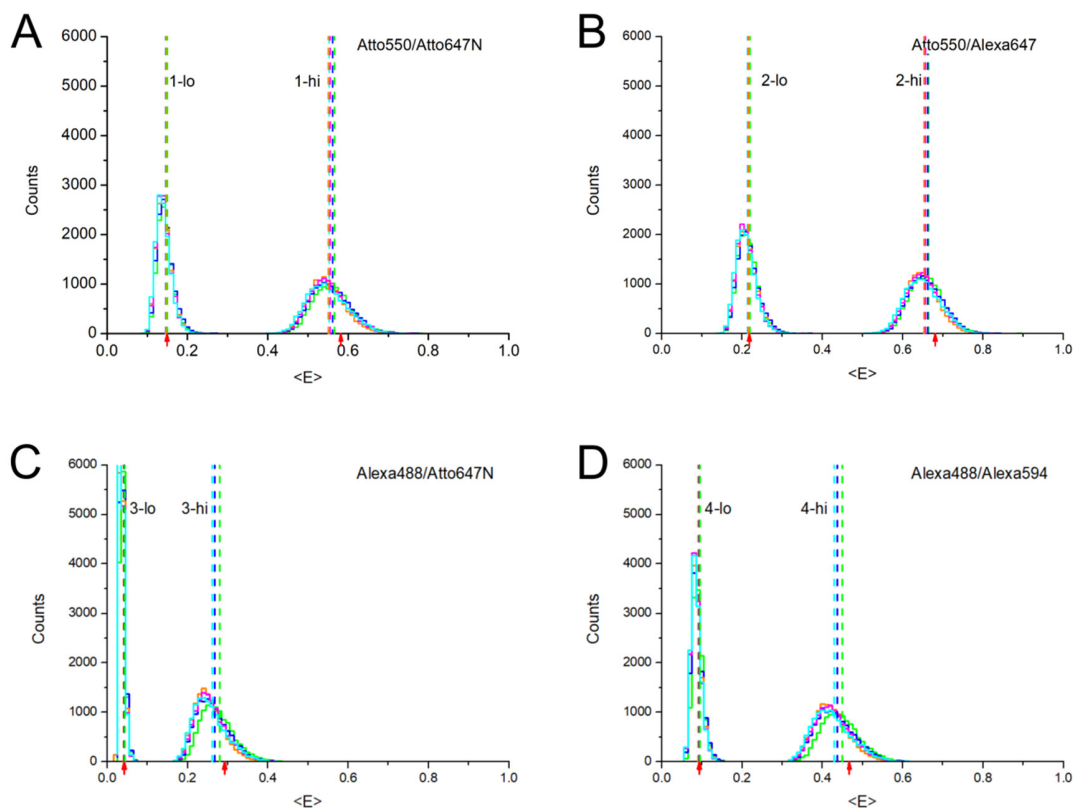 A
Atto550/Atto647N
1-lo
1-hi
6000
5000
4000
3000
2000
1000
0
Counts
0.0 0.2 0.4 0.6 0.8 1.0
<E>
B
Atto550/Alexa647
2-lo
2-hi
6000
5000
4000
3000
2000
1000
0
Counts
0.0 0.2 0.4 0.6 0.8 1.0
<E>
C
Alexa488/Atto647N
3-lo
3-hi
6000
5000
4000
3000
2000
1000
0
Counts
0.0 0.2 0.4 0.6 0.8 1.0
<E>
D
Alexa488/Alexa594
4-lo
4-hi
6000
5000
4000
3000
2000
1000
0
Counts
0.0 0.2 0.4 0.6 0.8 1.0
<E>